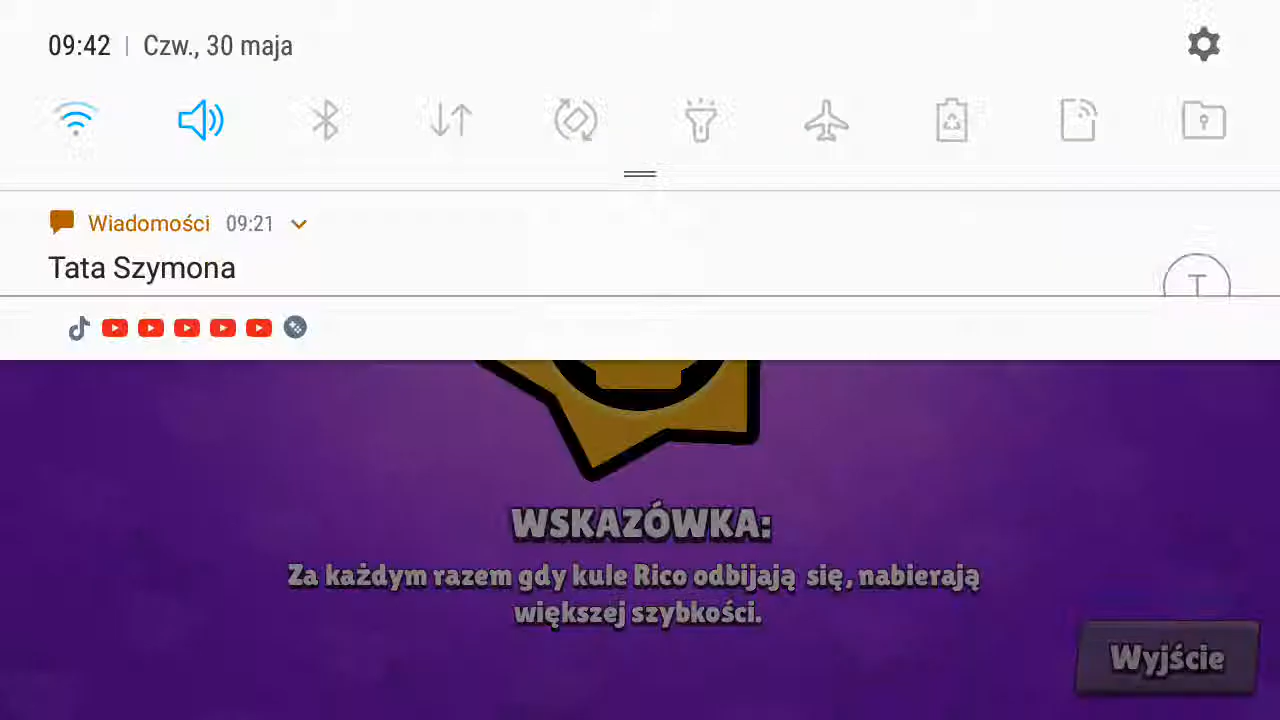 09:42 | Czw., 30 maja
Wiadomości 09:21
Tata Szymona
T
WSKAZÓWKA:
Za każdym razem gdy kule Rico odbijają się, nabierają
większej szybkości.
Wyjście